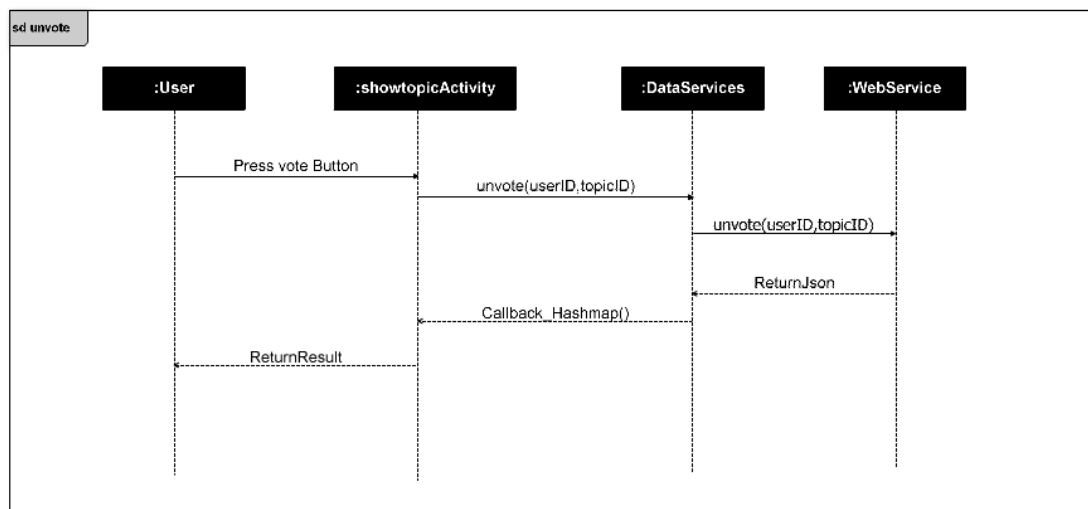 sd unvote
:User
:showtopicActivity
:DataServices
:WebService
Press vote Button
unvote(userID,topicID)
unvote(userID,topicID)
ReturnJson
Callback_Hashmap()
ReturnResult